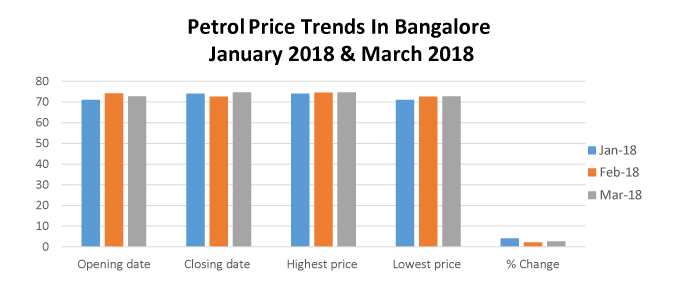 Petrol Price Trends In Bangalore
January 2018 & March 2018
80
70
60
50
40
30
20
10
0
Opening date
Closing date
Highest price
Lowest price
% Change
Jan-18
Feb-18
Mar-18